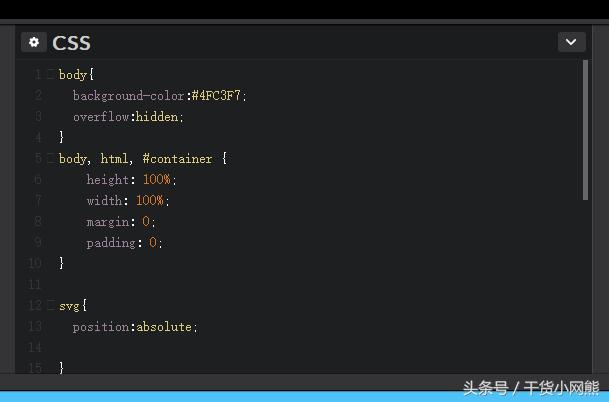 CSS
1 body{
2 background-color:#4FC3F7;
3 overflow:hidden;
4 }
5 body, html, #container {
6 height: 100%;
7 width: 100%;
8 margin: 0;
9 padding: 0;
10 }
11
12 svg{
13 position:absolute;
14
15 }
头条号 / 干货小网熊